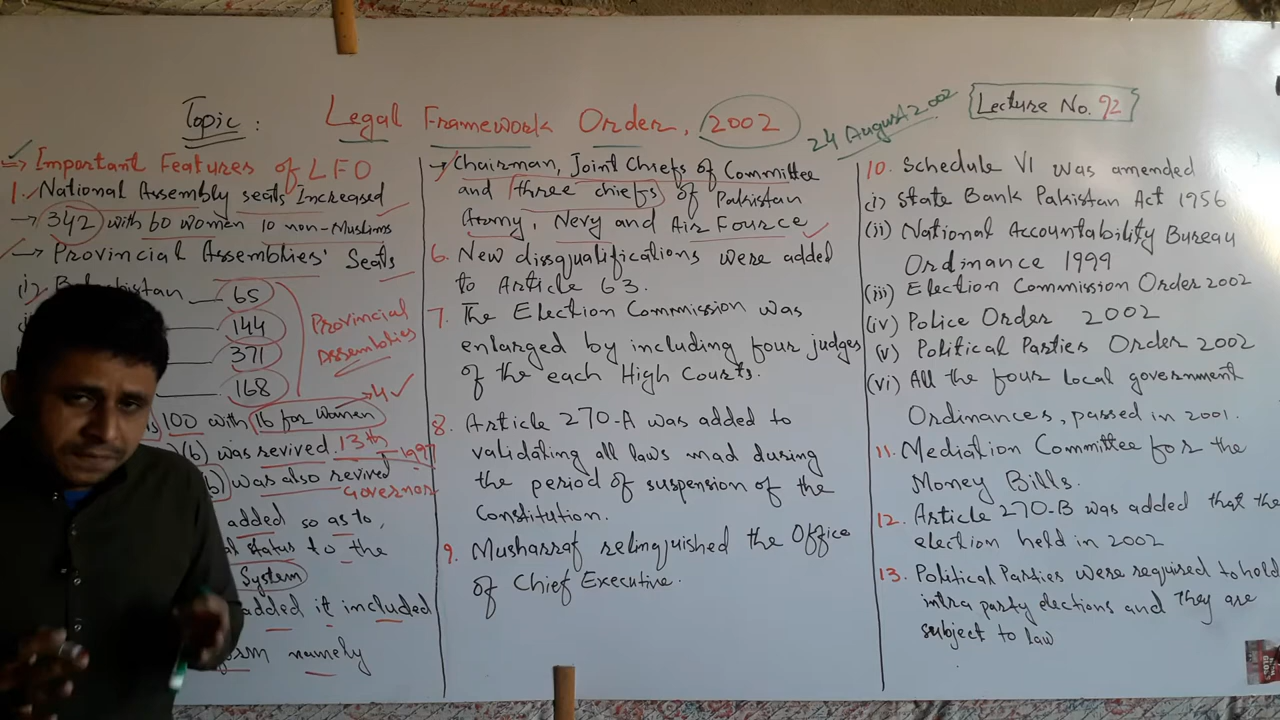 Topic: Legal Framework Order, 2002
24 August 2002
Lecture No. 92
⇒ Important Features of LFO
1. National Assembly seats Increased
→ 342 with 60 women 10 non-Muslims
→ Provincial Assemblies' Seats
65
144
371
168
Provincial
Assemblies
→ 4 ✓
100 with 16 for women
(b) was revived 13th
1997
b) was also revived
Governor
added so as to,
status to the
System
added it included
namely
→ Chairman, Joint Chiefs of Committee
and three chiefs of Pakistan
Army, Nevy and Air Fource
6. New dissqualifications were added
to Article 63.
7. The Election Commission was
enlarged by including four judges
of the each High Courts.
8. Article 270-A was added to
validating all laws mad during
the period of suspension of the
Constitution.
9. Musharraf relinguished the Office
of Chief Executive.
10. Schedule VI was amended
(i) State Bank Pakistan Act 1956
(ii) National Accountability Bureau
Ordinance 1999
(iii) Election Commission Order 2002
(iv) Police Order 2002
(v) Political Parties Order 2002
(vi) All the four local government
Ordinances, passed in 2001.
11. Mediation Committee for the
Money Bills.
12. Article 270-B was added that the
election held in 2002
13. Political Parties were required to hold
intra party elections and they are
subject to law